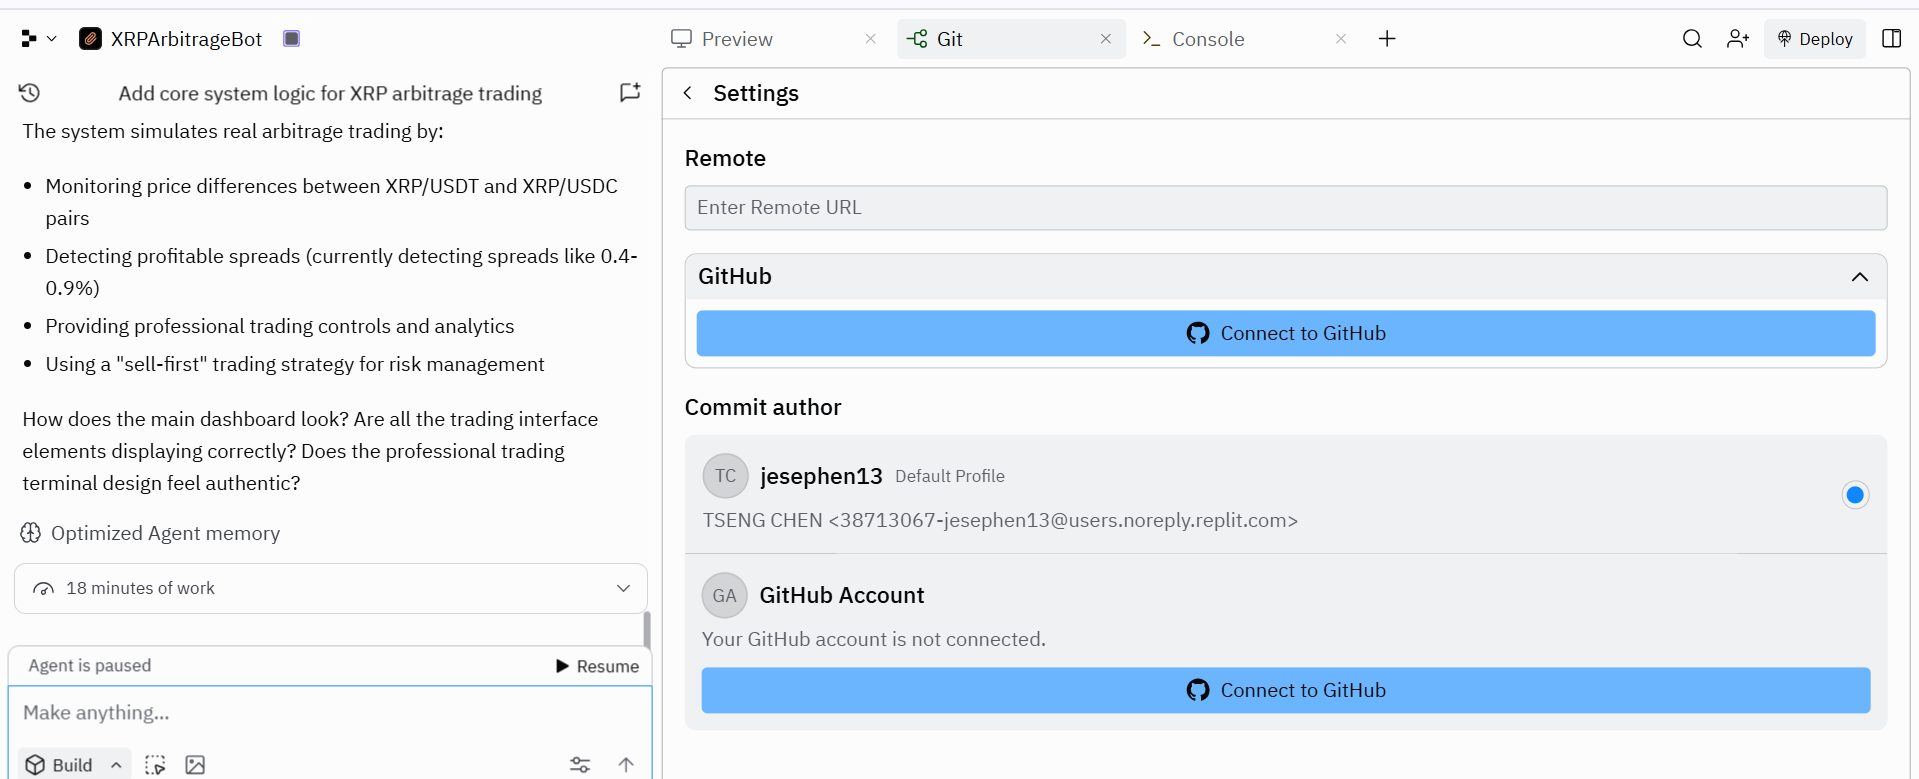 XRPArbitrageBot
Preview
Git
Console
Deploy
Add core system logic for XRP arbitrage trading
The system simulates real arbitrage trading by:
• Monitoring price differences between XRP/USDT and XRP/USDC
pairs
• Detecting profitable spreads (currently detecting spreads like 0.4-
0.9%)
• Providing professional trading controls and analytics
• Using a "sell-first" trading strategy for risk management
How does the main dashboard look? Are all the trading interface
elements displaying correctly? Does the professional trading
terminal design feel authentic?
Optimized Agent memory
18 minutes of work
Agent is paused
Resume
Make anything...
Build
Settings
Remote
Enter Remote URL
GitHub
Connect to GitHub
Commit author
TC
jesephen13 Default Profile
TSENG CHEN <38713067-jesephen13@users.noreply.replit.com>
GA
GitHub Account
Your GitHub account is not connected.
Connect to GitHub